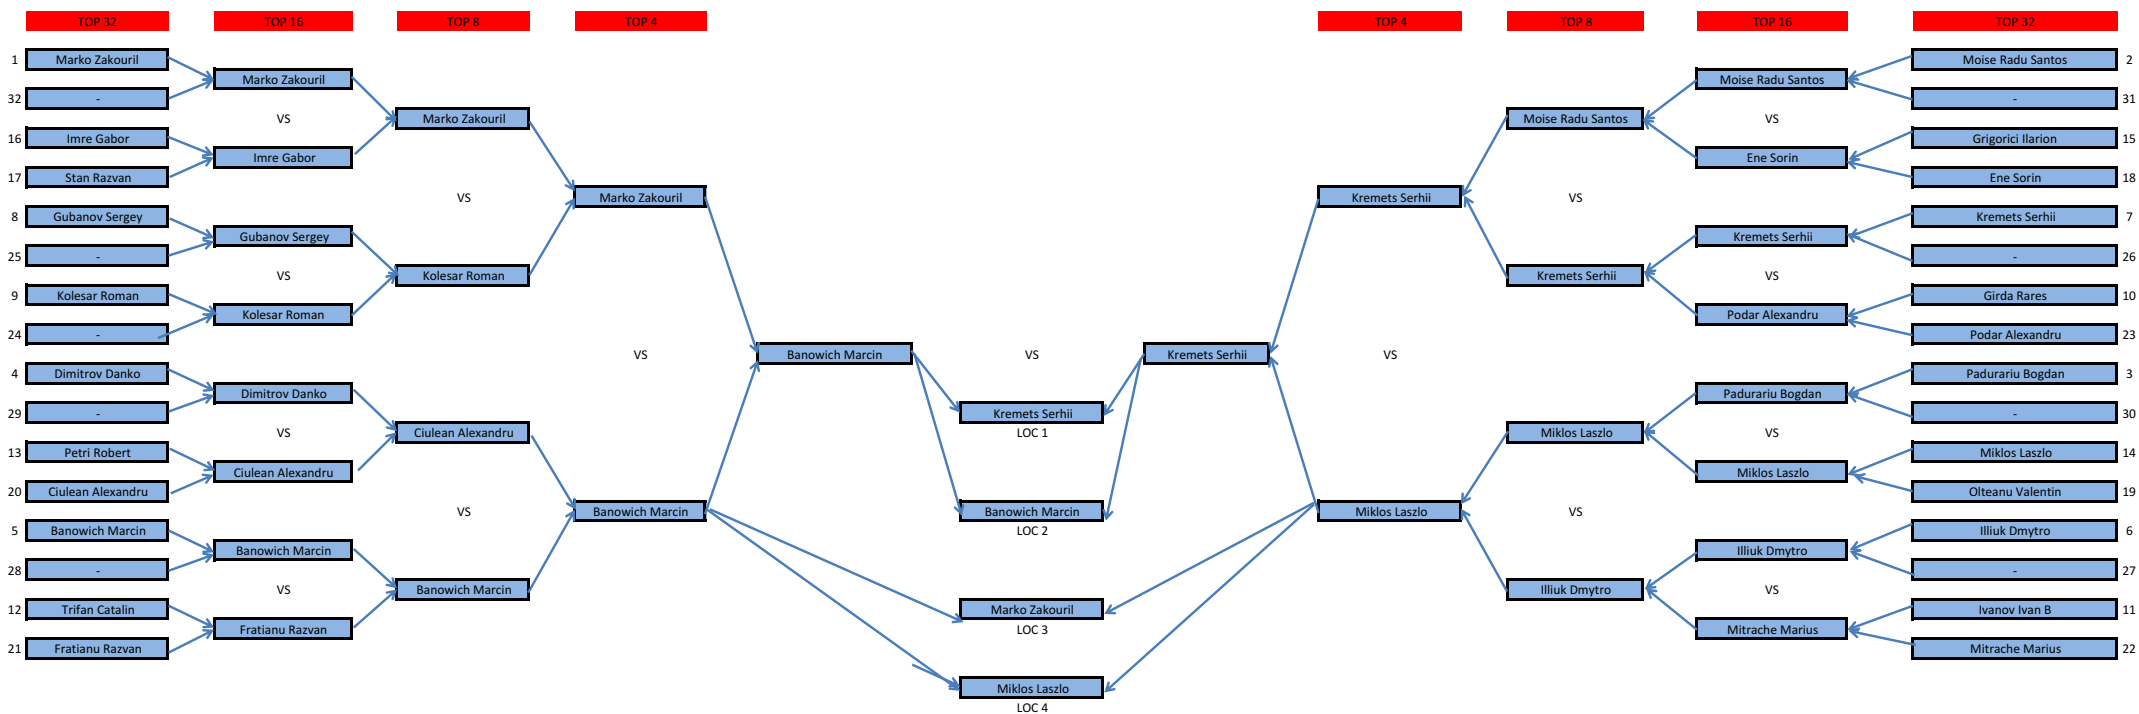 TOP 32 TOP 16 TOP 8 TOP 4 TOP 4 TOP 8 TOP 16 TOP 32
1 Marko Zakouril Moise Radu Santos 2
Marko Zakouril Moise Radu Santos
32 - - 31
VS Marko Zakouril Moise Radu Santos VS
16 Imre Gabor Grigorici Ilarion 15
Imre Gabor Ene Sorin
17 Stan Razvan Ene Sorin 18
VS Marko Zakouril Kremets Serhii VS
8 Gubanov Sergey Kremets Serhii 7
Gubanov Sergey Kremets Serhii
25 - - 26
VS Kolesar Roman Kremets Serhii VS
9 Kolesar Roman Girda Rares 10
Kolesar Roman Podar Alexandru
24 - Podar Alexandru 23
VS Banowich Marcin VS Kremets Serhii VS
4 Dimitrov Danko Padurariu Bogdan 3
Dimitrov Danko Padurariu Bogdan
29 - Kremets Serhii - 30
VS Ciulean Alexandru LOC 1 Miklos Laszlo VS
13 Petri Robert Miklos Laszlo 14
Ciulean Alexandru Miklos Laszlo
20 Ciulean Alexandru Olteanu Valentin 19
VS Banowich Marcin Banowich Marcin Miklos Laszlo VS
5 Banowich Marcin LOC 2 Illiuk Dmytro 6
Banowich Marcin Illiuk Dmytro
28 - - 27
VS Banowich Marcin Illiuk Dmytro VS
12 Trifan Catalin Marko Zakouril Ivanov Ivan B 11
Fratianu Razvan LOC 3 Mitrache Marius
21 Fratianu Razvan Mitrache Marius 22
Miklos Laszlo
LOC 4